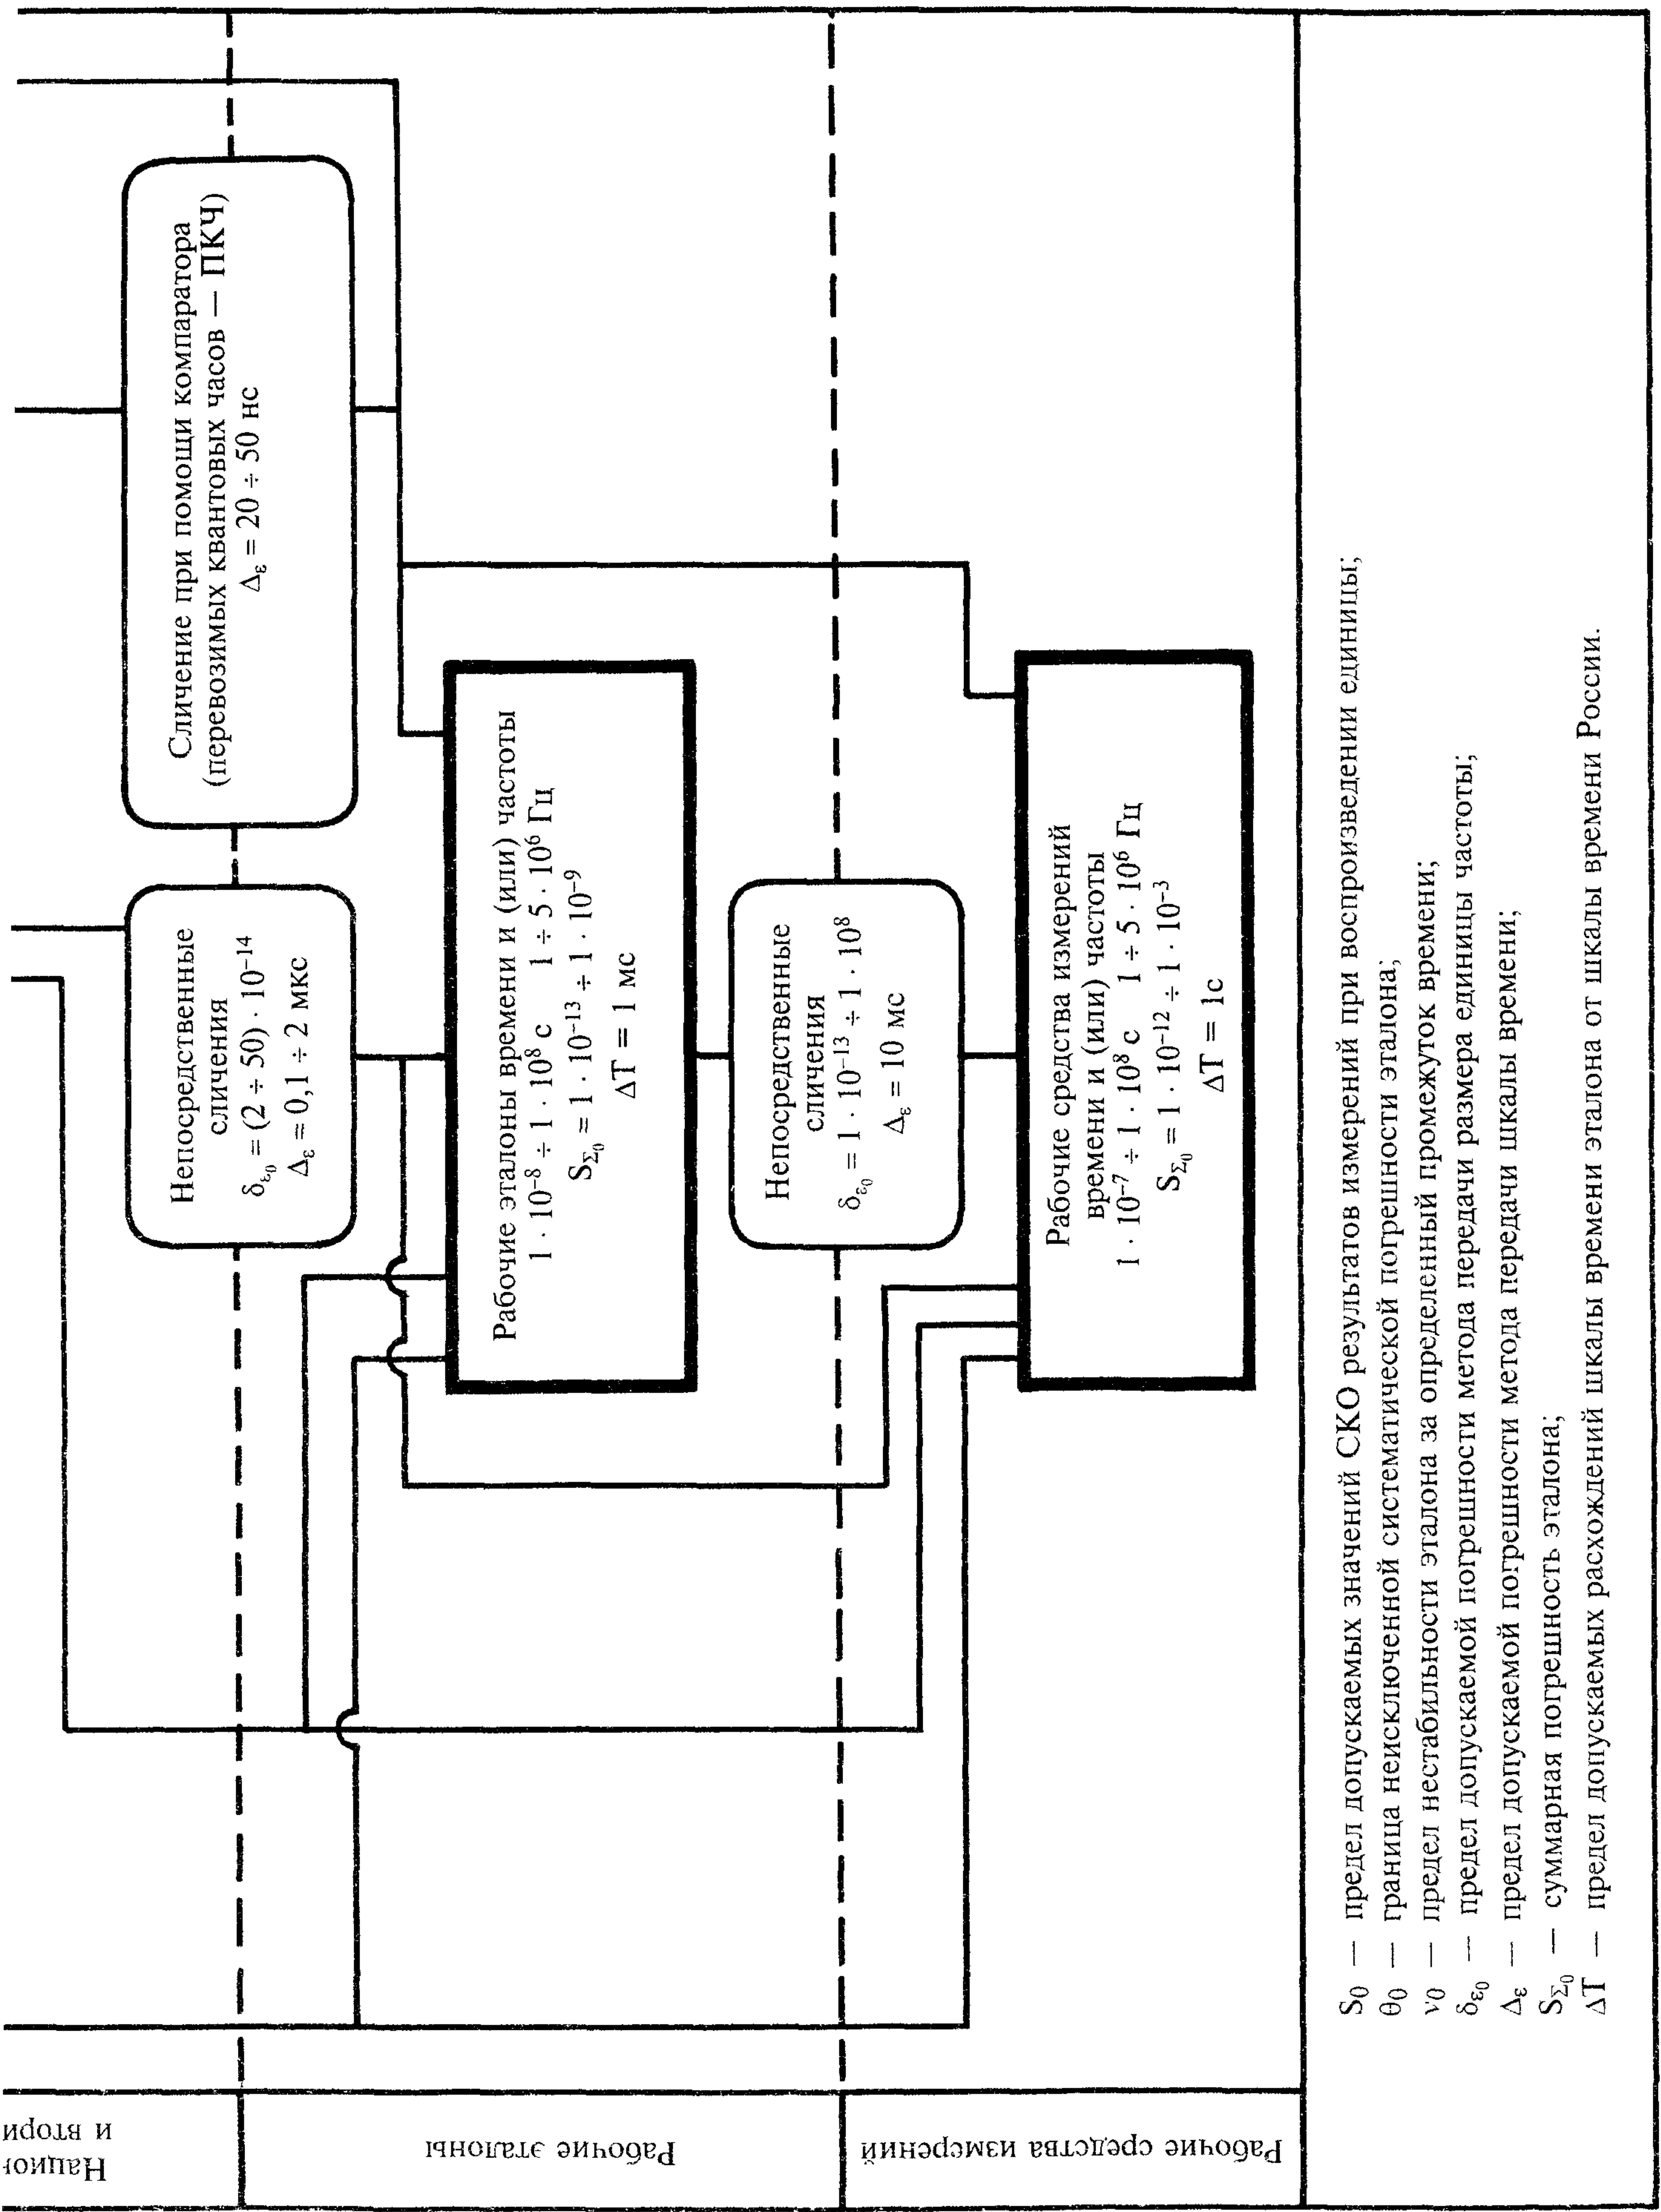 Национ
и втори
Сличение при помощи компаратора
(перевозимых квантовых часов — ПКЧ)
Δε = 20 ÷ 50 нс
Непосредственные
сличения
δε₀ = (2 ÷ 50) · 10⁻¹⁴
Δε = 0,1 ÷ 2 мкс
Рабочие эталоны
Рабочие эталоны времени и (или) частоты
1 · 10⁻⁸ ÷ 1 · 10⁸ с 1 ÷ 5 · 10⁶ Гц
SΣ₀ = 1 · 10⁻¹³ ÷ 1 · 10⁻⁹
ΔT = 1 мс
Непосредственные
сличения
δε₀ = 1 · 10⁻¹³ ÷ 1 · 10⁸
Δε = 10 мс
Рабочие средства измерений
Рабочие средства измерений
времени и (или) частоты
1 · 10⁻⁷ ÷ 1 · 10⁸ с 1 ÷ 5 · 10⁶ Гц
SΣ₀ = 1 · 10⁻¹² ÷ 1 · 10⁻³
ΔT = 1с
S₀ — предел допускаемых значений СКО результатов измерений при воспроизведении единицы;
θ₀ — граница неисключенной систематической погрешности эталона;
ν₀ — предел нестабильности эталона за определенный промежуток времени;
δε₀ — предел допускаемой погрешности метода передачи размера единицы частоты;
Δε — предел допускаемой погрешности метода передачи шкалы времени;
SΣ₀ — суммарная погрешность эталона;
ΔT — предел допускаемых расхождений шкалы времени эталона от шкалы времени России.